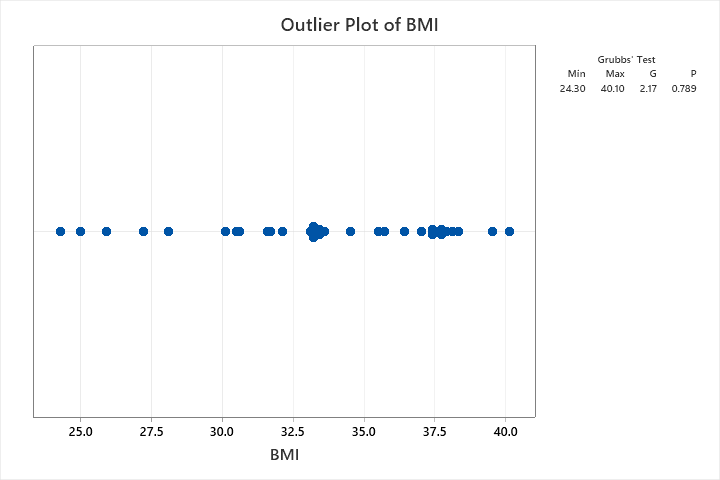 Outlier Plot of BMI
Grubbs' Test
Min Max G P
24.30 40.10 2.17 0.789
25.0 27.5 30.0 32.5 35.0 37.5 40.0
BMI